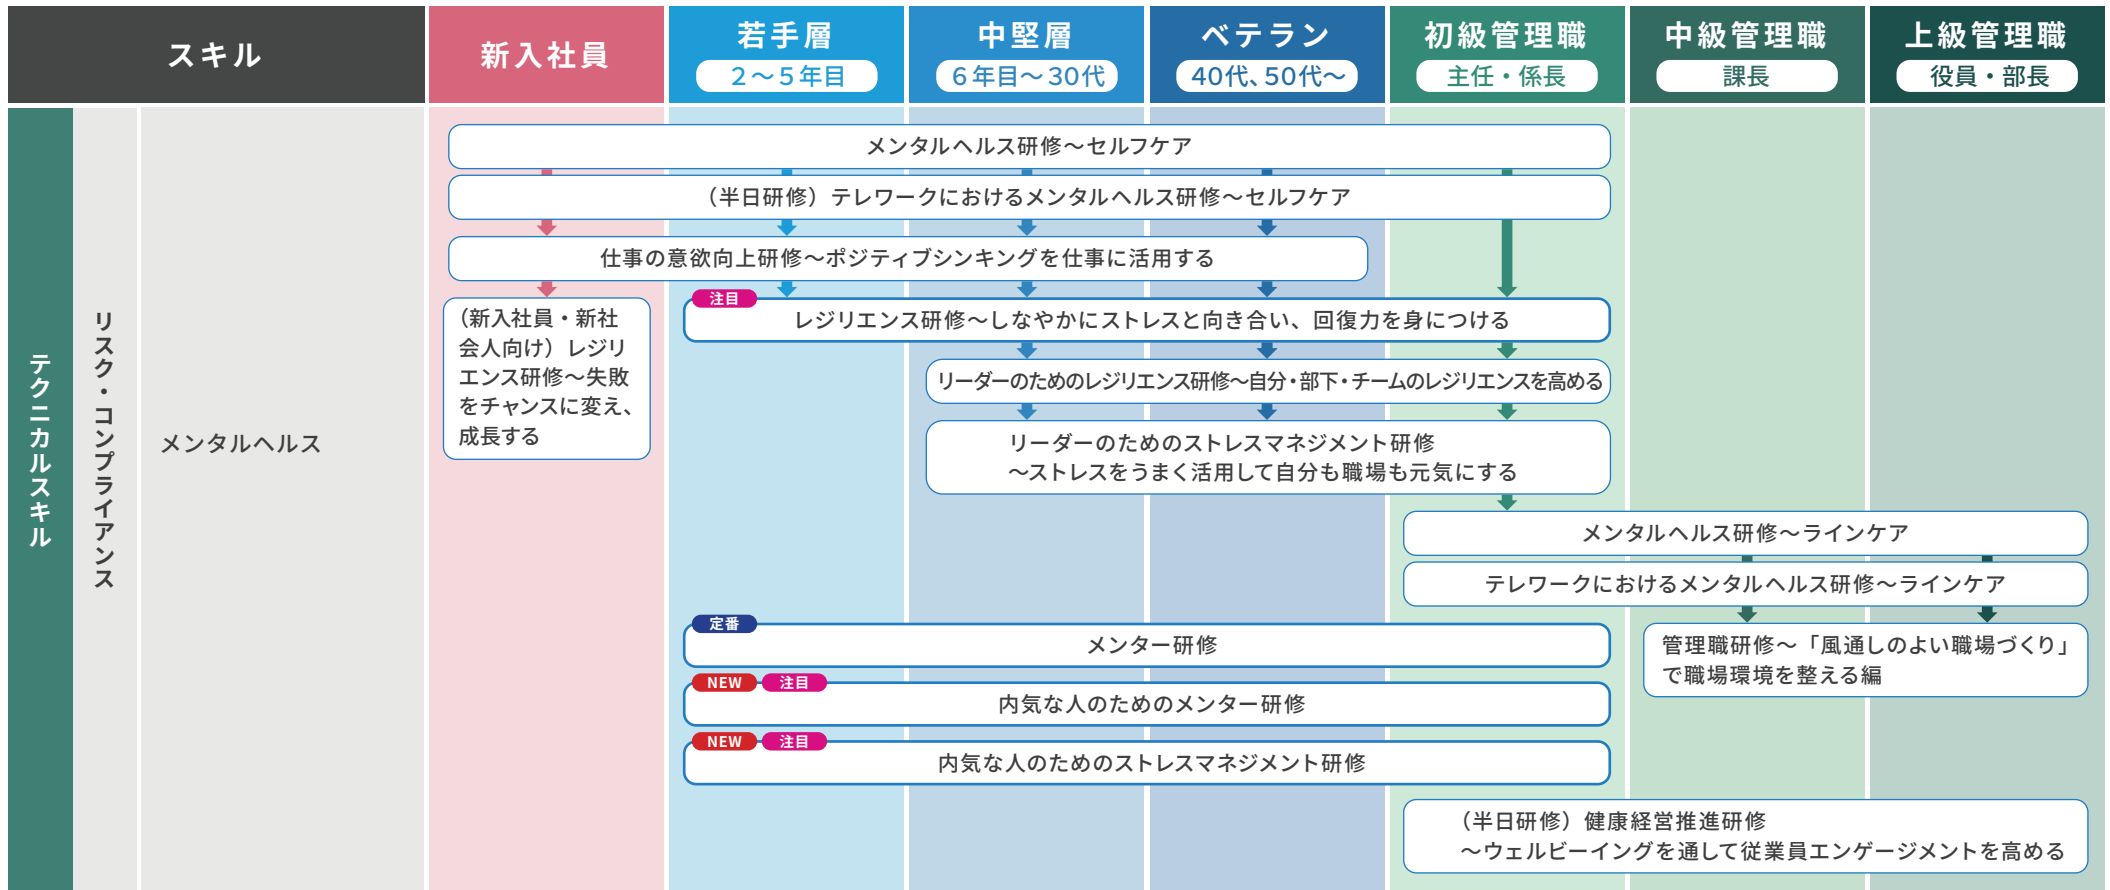 スキル
新入社員
若手層
2～5年目
中堅層
6年目～30代
ベテラン
40代、50代～
初級管理職
主任・係長
中級管理職
課長
上級管理職
役員・部長
テクニカルスキル
リスク・コンプライアンス
メンタルヘルス
メンタルヘルス研修～セルフケア
（半日研修）テレワークにおけるメンタルヘルス研修～セルフケア
仕事の意欲向上研修～ポジティブシンキングを仕事に活用する
（新入社員・新社
会人向け）レジリ
エンス研修～失敗
をチャンスに変え、
成長する
注目
レジリエンス研修～しなやかにストレスと向き合い、回復力を身につける
リーダーのためのレジリエンス研修～自分・部下・チームのレジリエンスを高める
リーダーのためのストレスマネジメント研修
～ストレスをうまく活用して自分も職場も元気にする
メンタルヘルス研修～ラインケア
テレワークにおけるメンタルヘルス研修～ラインケア
定番
メンター研修
管理職研修～「風通しのよい職場づくり」
で職場環境を整える編
NEW 注目
内気な人のためのメンター研修
NEW 注目
内気な人のためのストレスマネジメント研修
（半日研修）健康経営推進研修
～ウェルビーイングを通して従業員エンゲージメントを高める